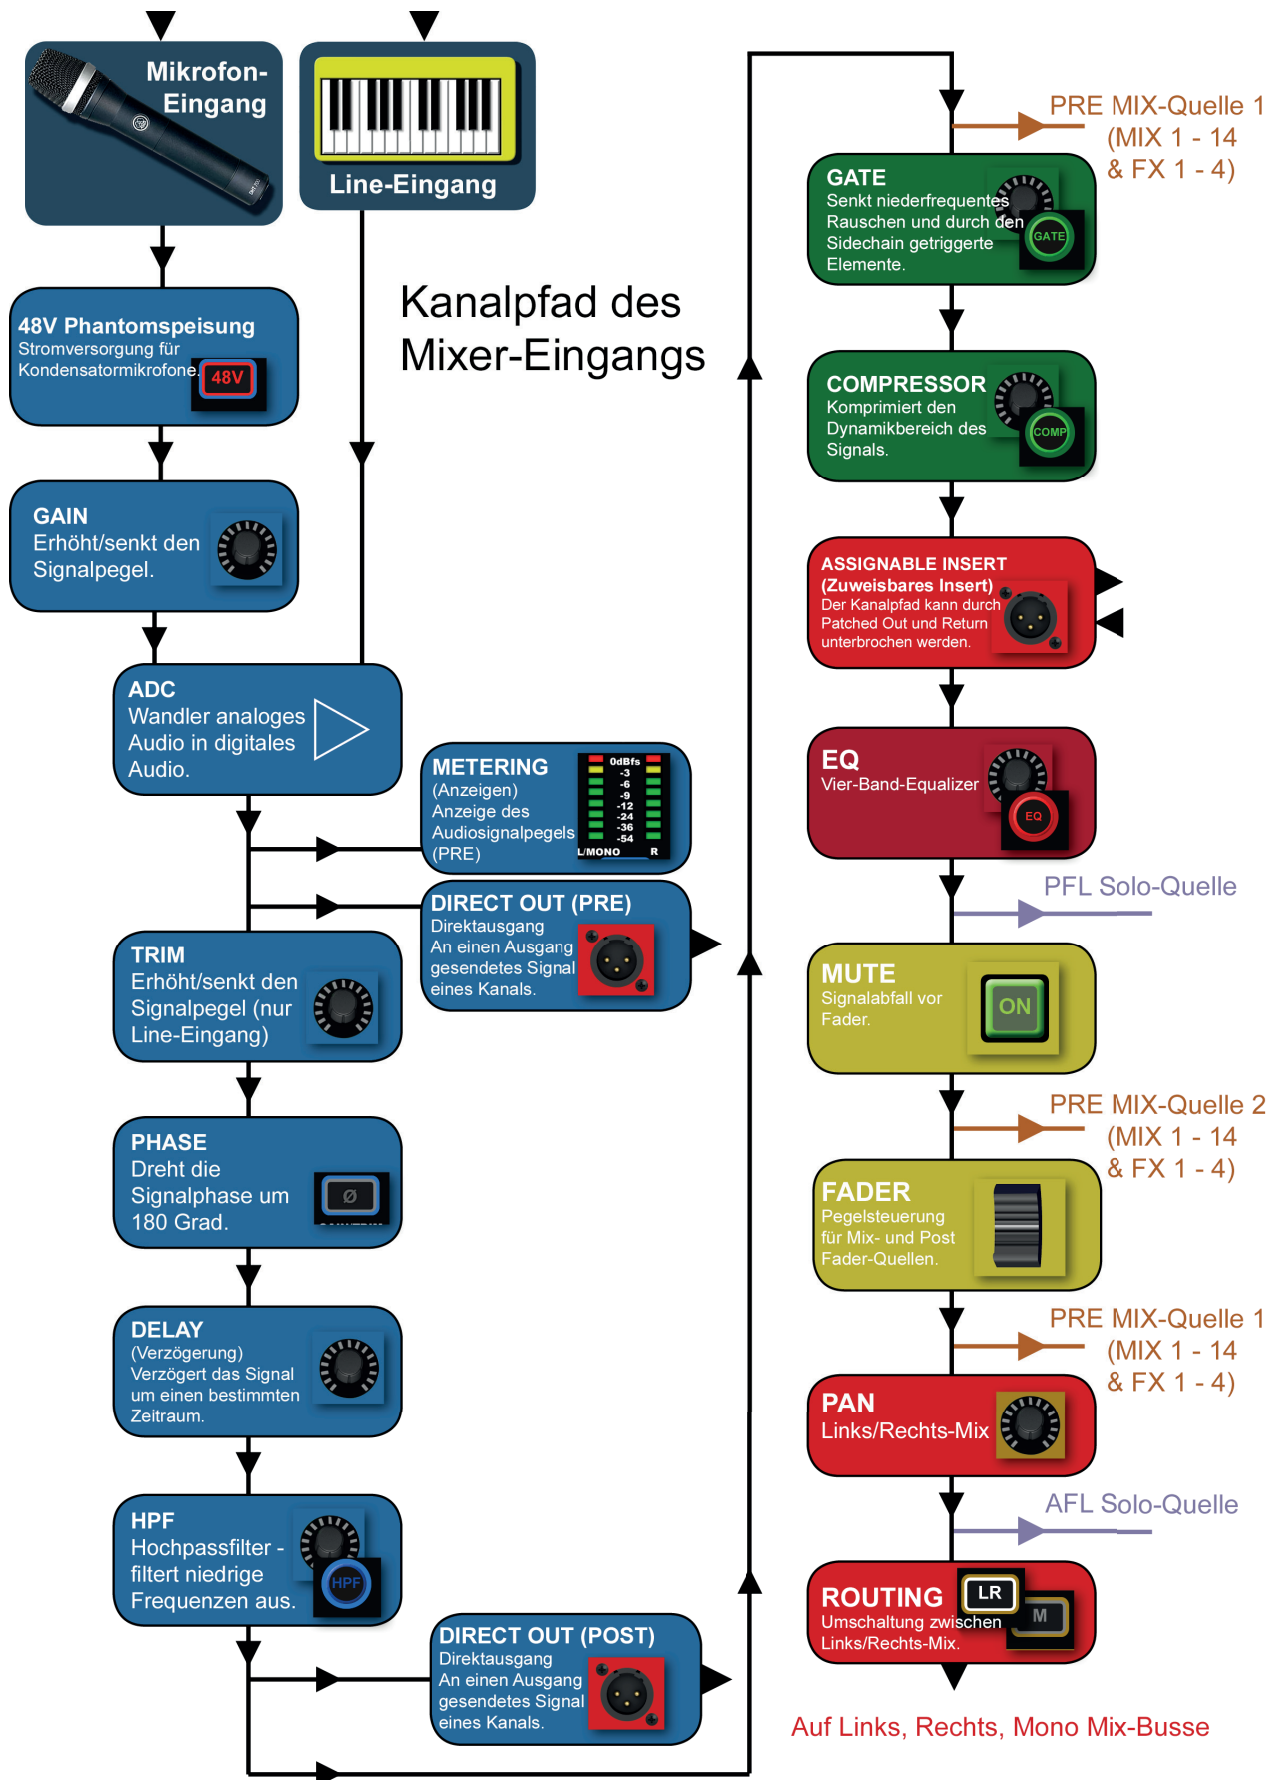 Mikrofon-
Eingang
Line-Eingang
Kanalpfad des
Mixer-Eingangs
48V Phantomspeisung
Stromversorgung für
Kondensatormikrofone.
48V
GAIN
Erhöht/senkt den
Signalpegel.
ADC
Wandler analoges
Audio in digitales
Audio.
METERING
(Anzeigen)
Anzeige des
Audiosignalpegels
(PRE)
0dBfs
-3
-6
-9
-12
-24
-36
-54
L/MONO R
DIRECT OUT (PRE)
Direktausgang
An einen Ausgang
gesendetes Signal
eines Kanals.
TRIM
Erhöht/senkt den
Signalpegel (nur
Line-Eingang)
PHASE
Dreht die
Signalphase um
180 Grad.
Ø
DELAY
(Verzögerung)
Verzögert das Signal
um einen bestimmten
Zeitraum.
HPF
Hochpassfilter -
filtert niedrige
Frequenzen aus.
HPF
DIRECT OUT (POST)
Direktausgang
An einen Ausgang
gesendetes Signal
eines Kanals.
PRE MIX-Quelle 1
(MIX 1 - 14
& FX 1 - 4)
GATE
Senkt niederfrequentes
Rauschen und durch den
Sidechain getriggerte
Elemente.
GATE
COMPRESSOR
Komprimiert den
Dynamikbereich des
Signals.
COMP
ASSIGNABLE INSERT
(Zuweisbares Insert)
Der Kanalpfad kann durch
Patched Out und Return
unterbrochen werden.
EQ
Vier-Band-Equalizer
EQ
PFL Solo-Quelle
MUTE
Signalabfall vor
Fader.
ON
PRE MIX-Quelle 2
(MIX 1 - 14
& FX 1 - 4)
FADER
Pegelsteuerung
für Mix- und Post
Fader-Quellen.
PRE MIX-Quelle 1
(MIX 1 - 14
& FX 1 - 4)
PAN
Links/Rechts-Mix
AFL Solo-Quelle
ROUTING
Umschaltung zwischen
Links/Rechts-Mix.
LR
M
Auf Links, Rechts, Mono Mix-Busse